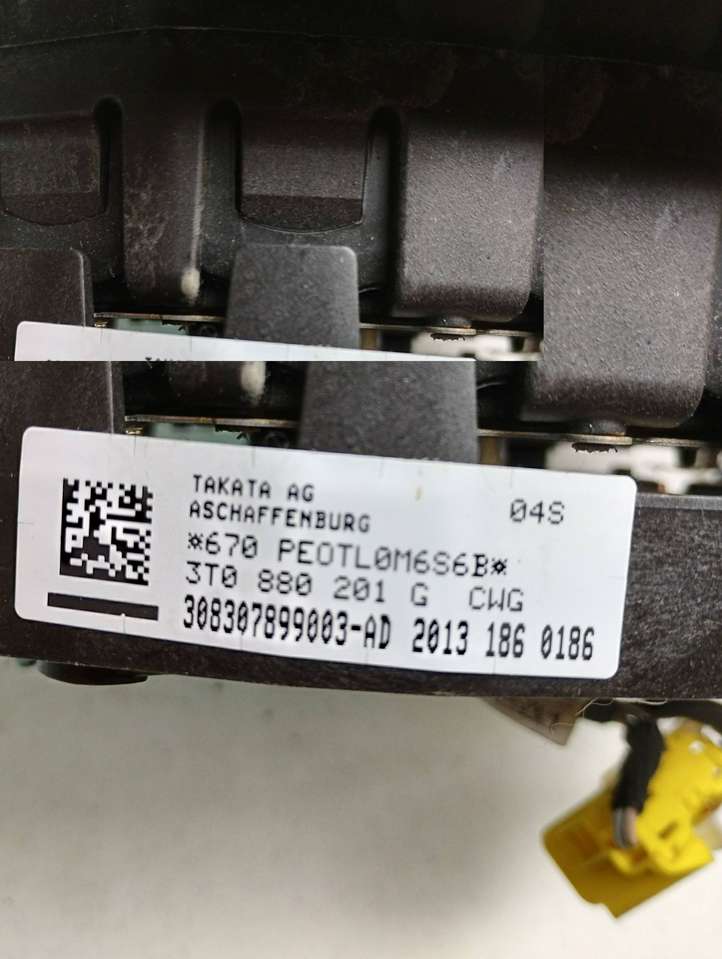 TAKATA AG
ASCHAFFENBURG
04S
*670 PEOTL0M6S6B*
3T0 880 201 G CWG
308307899003-AD 2013 186 0186